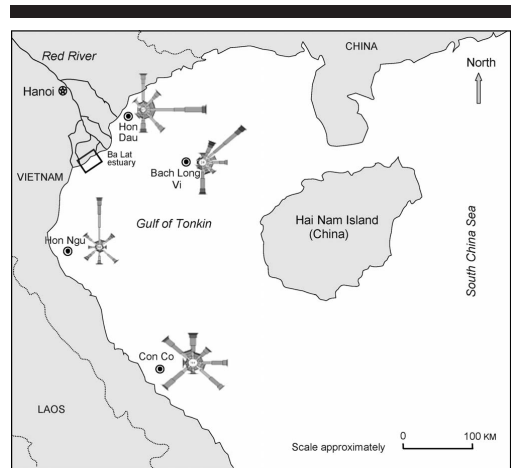 CHINA
Red River
North
Hanoi
Hon
Dau
Ba Lat
estuary
Bach Long
Vi
VIETNAM
Gulf of Tonkin
Hai Nam Island
(China)
South China Sea
Hon Ngu
Con Co
LAOS
Scale approximately
0
100 KM